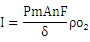 I = PmAnF/δ ρo₂